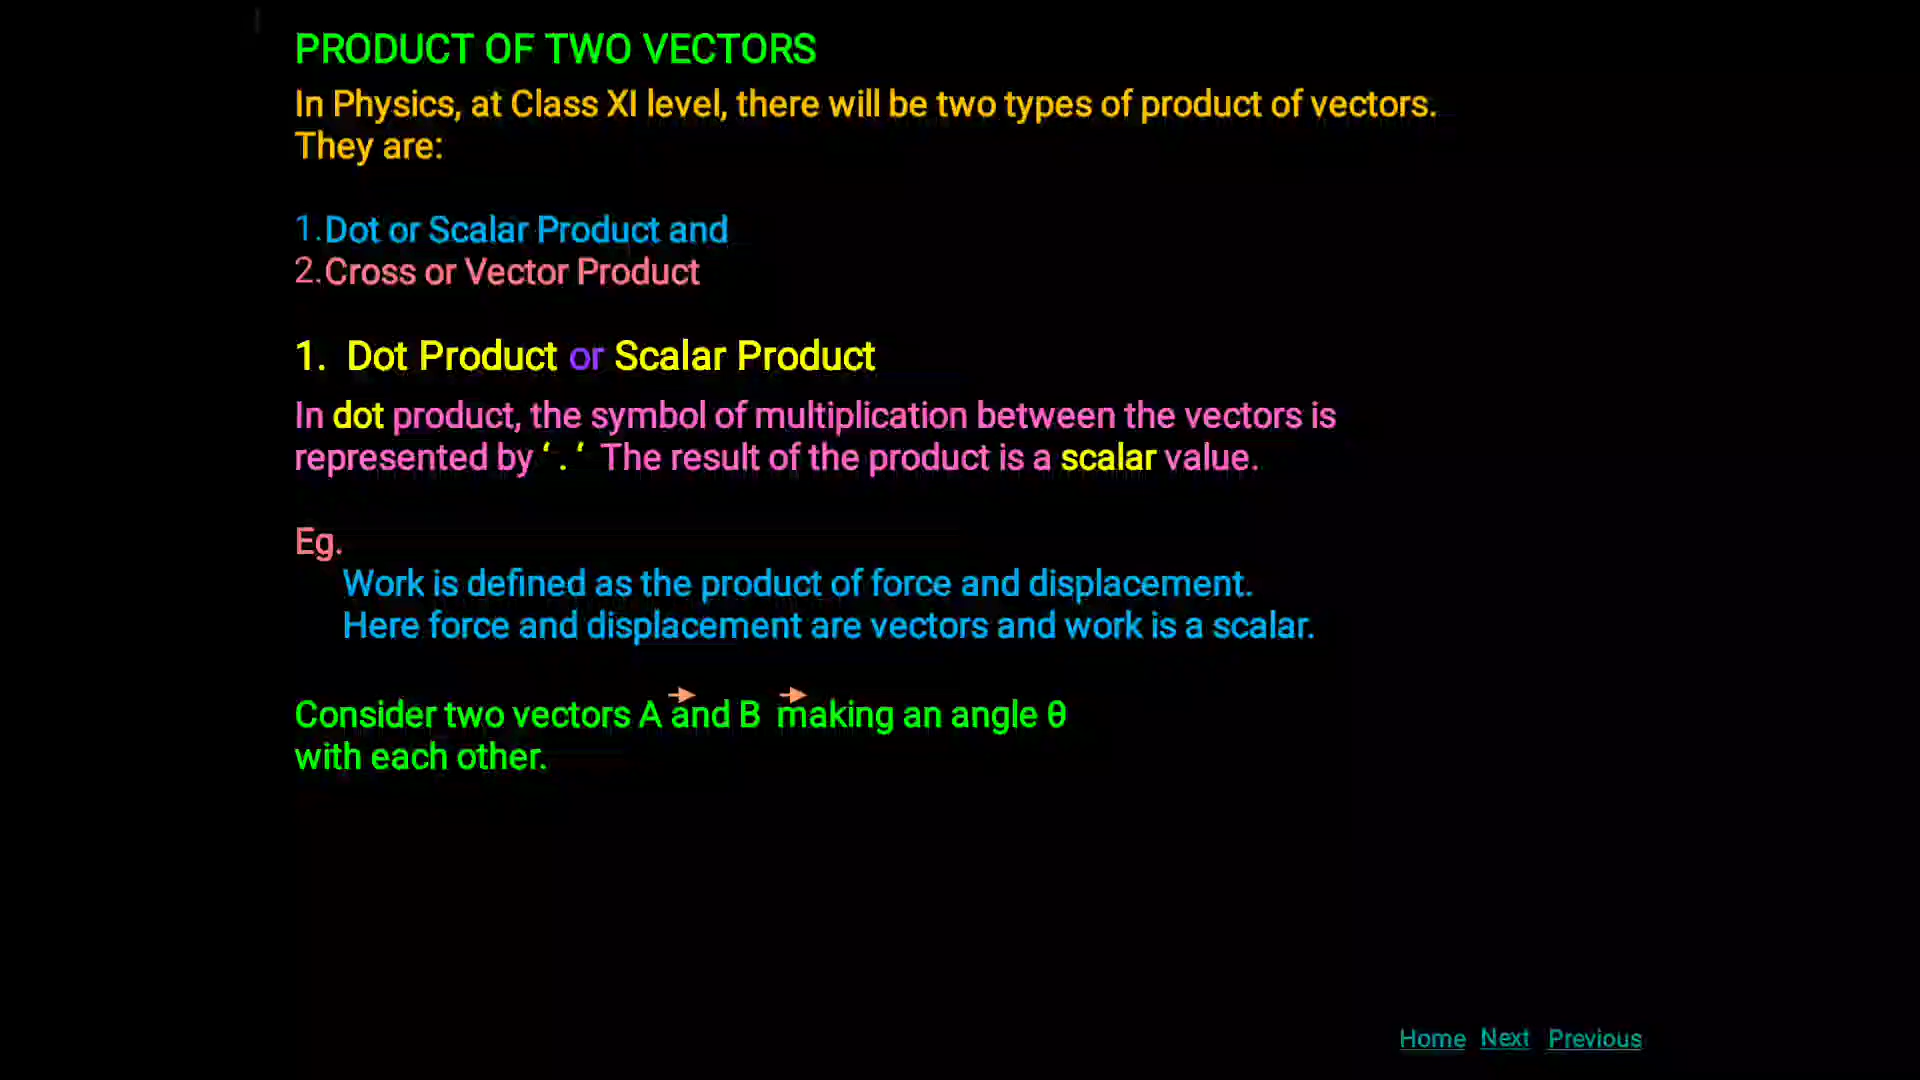 PRODUCT OF TWO VECTORS
In Physics, at Class XI level, there will be two types of product of vectors.
They are:
1.Dot or Scalar Product and
2.Cross or Vector Product
1. Dot Product or Scalar Product
In dot product, the symbol of multiplication between the vectors is
represented by ‘ . ‘ The result of the product is a scalar value.
Eg.
Work is defined as the product of force and displacement.
Here force and displacement are vectors and work is a scalar.
Consider two vectors A and B making an angle θ
with each other.
Home Next Previous